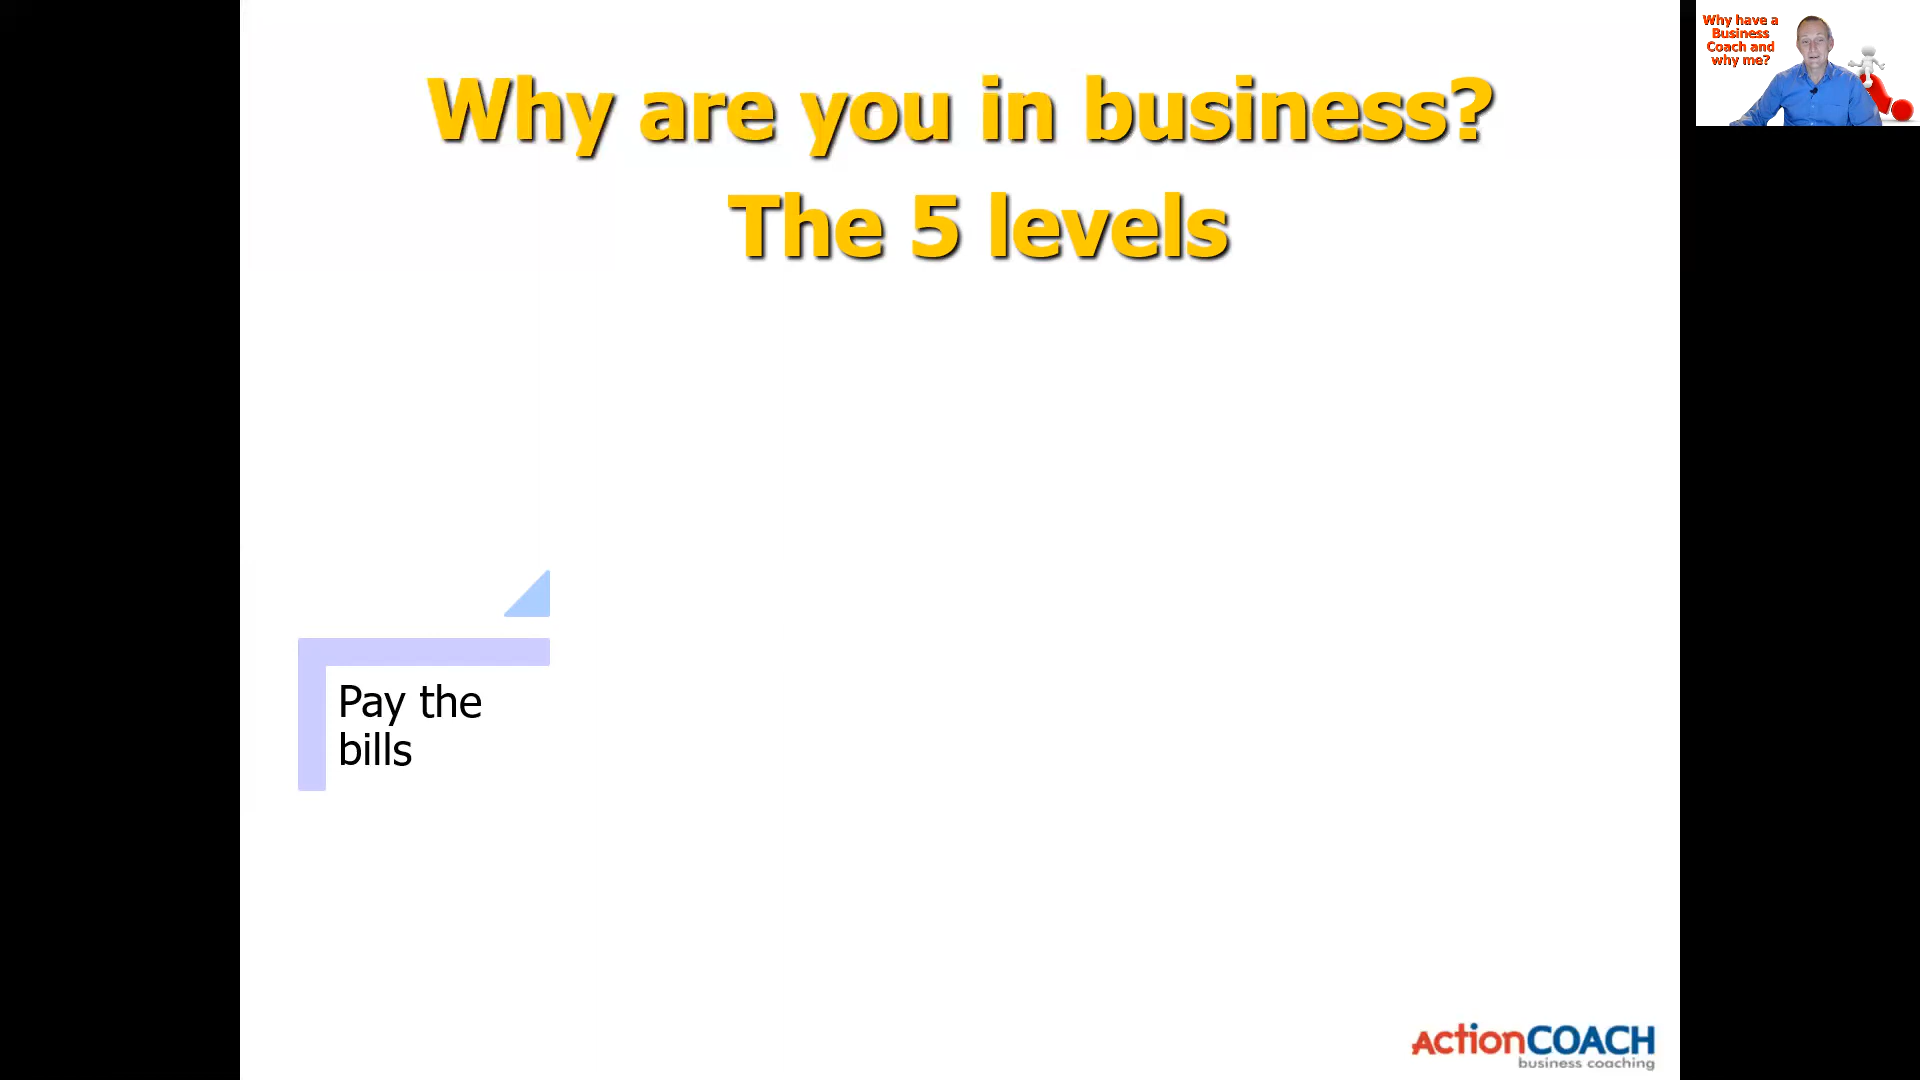 Why are you in business?
The 5 levels
Pay the
bills
ActionCOACH
business coaching
Why have a
Business
Coach and
why me?